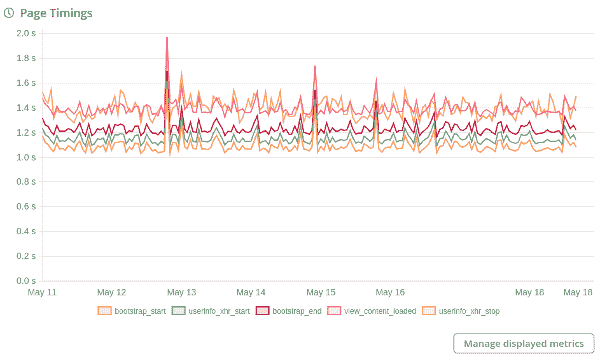 Page Timings
2.0 s
1.8 s
1.6 s
1.4 s
1.2 s
1.0 s
0.8 s
0.6 s
0.4 s
0.2 s
0.0 s
May 11 May 12 May 13 May 14 May 15 May 16 May 18 May 18
bootstrap_start userInfo_xhr_start bootstrap_end view_content_loaded userInfo_xhr_stop
Manage displayed metrics